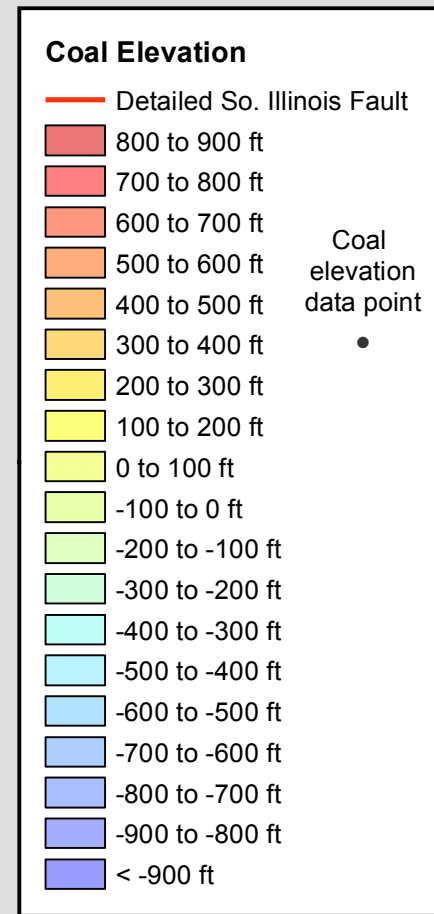 Coal Elevation
Detailed So. Illinois Fault
800 to 900 ft
700 to 800 ft
600 to 700 ft
500 to 600 ft
400 to 500 ft
300 to 400 ft
200 to 300 ft
100 to 200 ft
0 to 100 ft
-100 to 0 ft
-200 to -100 ft
-300 to -200 ft
-400 to -300 ft
-500 to -400 ft
-600 to -500 ft
-700 to -600 ft
-800 to -700 ft
-900 to -800 ft
< -900 ft
Coal
elevation
data point